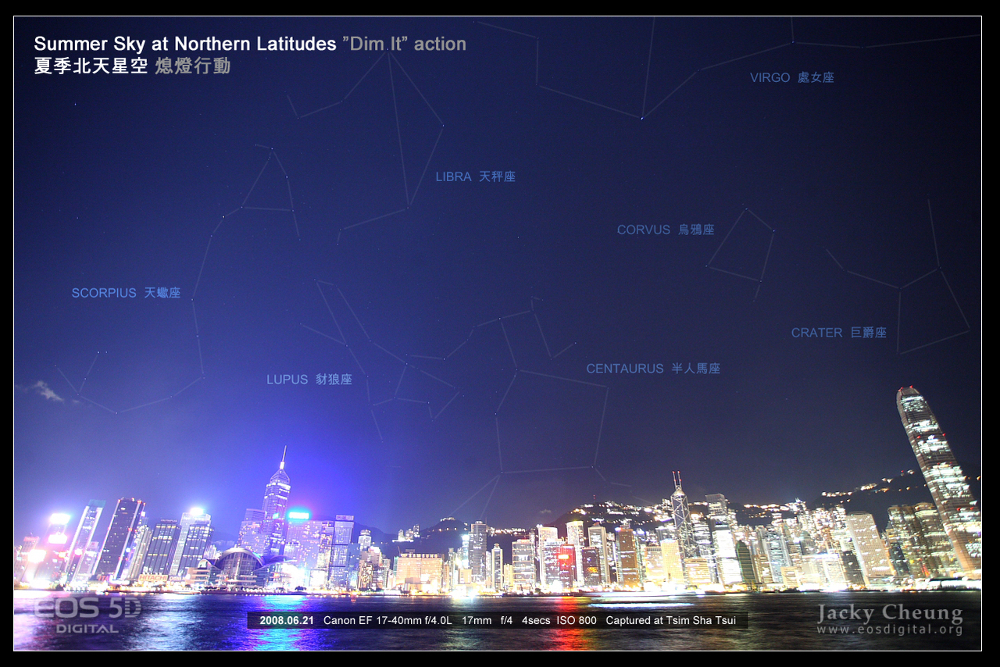 Summer Sky at Northern Latitudes ”Dim It” action
夏季北天星空 熄燈行動
VIRGO 處女座
LIBRA 天秤座
CORVUS 烏鴉座
SCORPIUS 天蠍座
CRATER 巨爵座
CENTAURUS 半人馬座
LUPUS 豺狼座
HITACHI
EOS 5D
DIGITAL
2008.06.21 Canon EF 17-40mm f/4.0L 17mm f/4 4secs ISO 800 Captured at Tsim Sha Tsui
Jacky Cheung
www.eosdigital.org